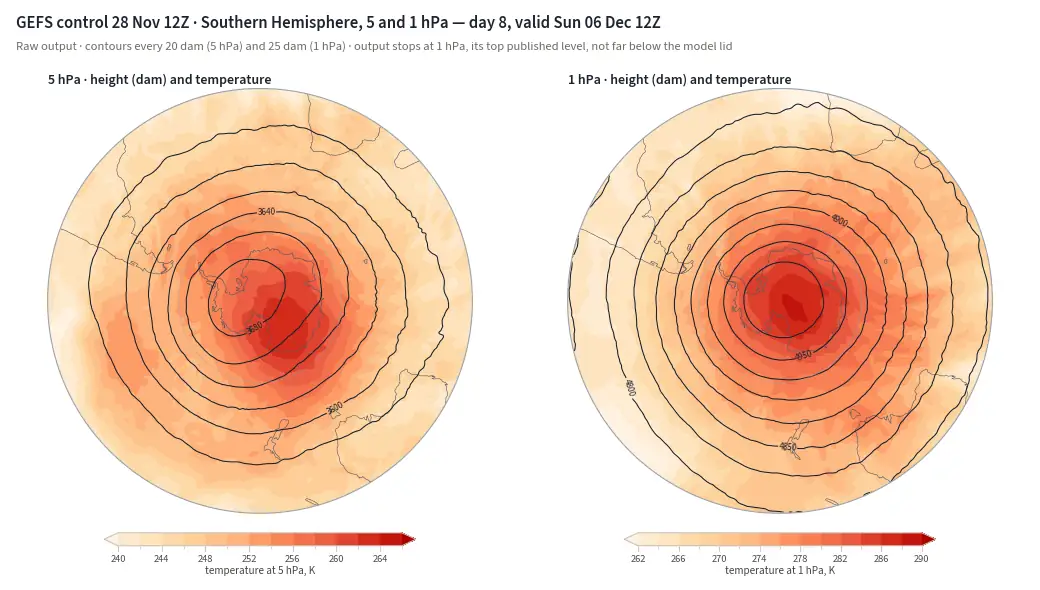 GEFS control 28 Nov 12Z · Southern Hemisphere, 5 and 1 hPa — day 8, valid Sun 06 Dec 12Z
Raw output · contours every 20 dam (5 hPa) and 25 dam (1 hPa) · output stops at 1 hPa, its top published level, not far below the model lid
5 hPa · height (dam) and temperature
1 hPa · height (dam) and temperature
3640
3680
3600
4900
4950
4800
4850
240 244 248 252 256 260 264
temperature at 5 hPa, K
262 266 270 274 278 282 286 290
temperature at 1 hPa, K